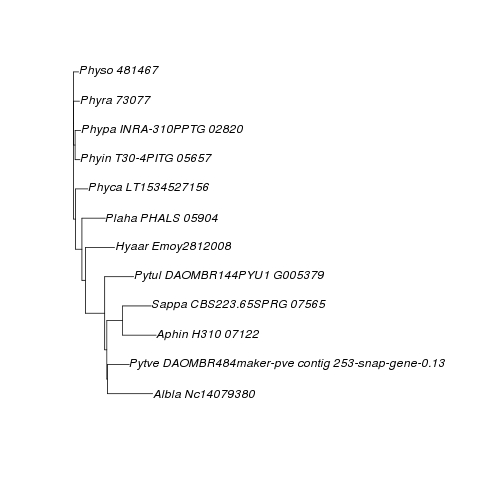 Physo 481467
Phyra 73077
Phypa INRA-310PPTG 02820
Phyin T30-4PITG 05657
Phyca LT1534527156
Plaha PHALS 05904
Hyaar Emoy2812008
Pytul DAOMBR144PYU1 G005379
Sappa CBS223.65SPRG 07565
Aphin H310 07122
Pytve DAOMBR484maker-pve contig 253-snap-gene-0.13
Albla Nc14079380